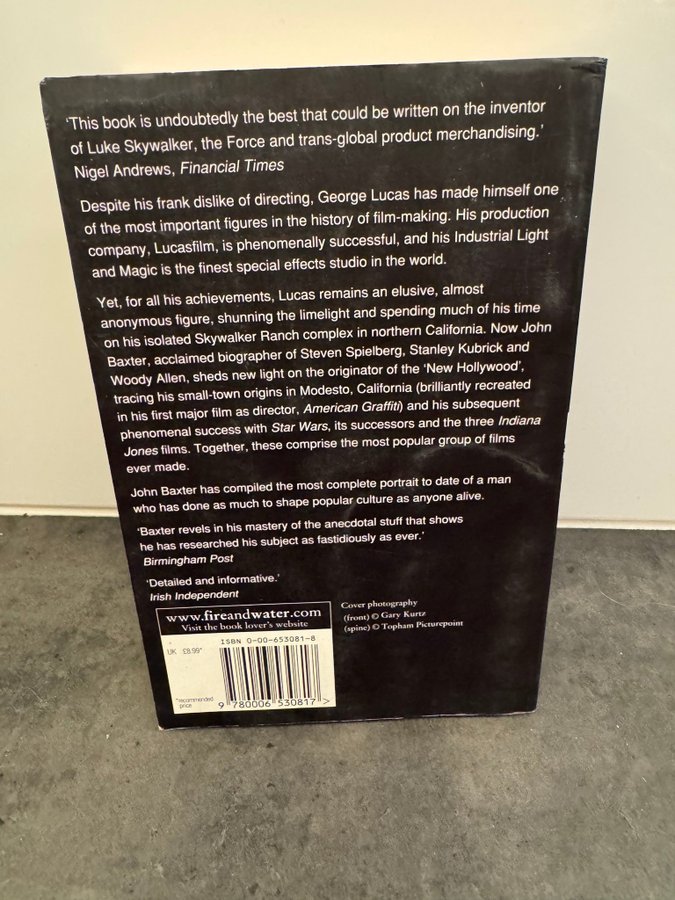 'This book is undoubtedly the best that could be written on the inventor
of Luke Skywalker, the Force and trans-global product merchandising.'
Nigel Andrews, Financial Times
Despite his frank dislike of directing, George Lucas has made himself one
of the most important figures in the history of film-making. His production
company, Lucasfilm, is phenomenally successful, and his Industrial Light
and Magic is the finest special effects studio in the world.
Yet, for all his achievements, Lucas remains an elusive, almost
anonymous figure, shunning the limelight and spending much of his time
on his isolated Skywalker Ranch complex in northern California. Now John
Baxter, acclaimed biographer of Steven Spielberg, Stanley Kubrick and
Woody Allen, sheds new light on the originator of the 'New Hollywood',
tracing his small-town origins in Modesto, California (brilliantly recreated
in his first major film as director, American Graffiti) and his subsequent
phenomenal success with Star Wars, its successors and the three Indiana
Jones films. Together, these comprise the most popular group of films
ever made.
John Baxter has compiled the most complete portrait to date of a man
who has done as much to shape popular culture as anyone alive.
'Baxter revels in his mastery of the anecdotal stuff that shows
he has researched his subject as fastidiously as ever.'
Birmingham Post
'Detailed and informative.'
Irish Independent
www.fireandwater.com
Visit the book lover's website
ISBN 0-00-653081-8
UK £8.99*
*recommended
price
9 780006 530817 >
Cover photography
(front) © Gary Kurtz
(spine) © Topham Picturepoint